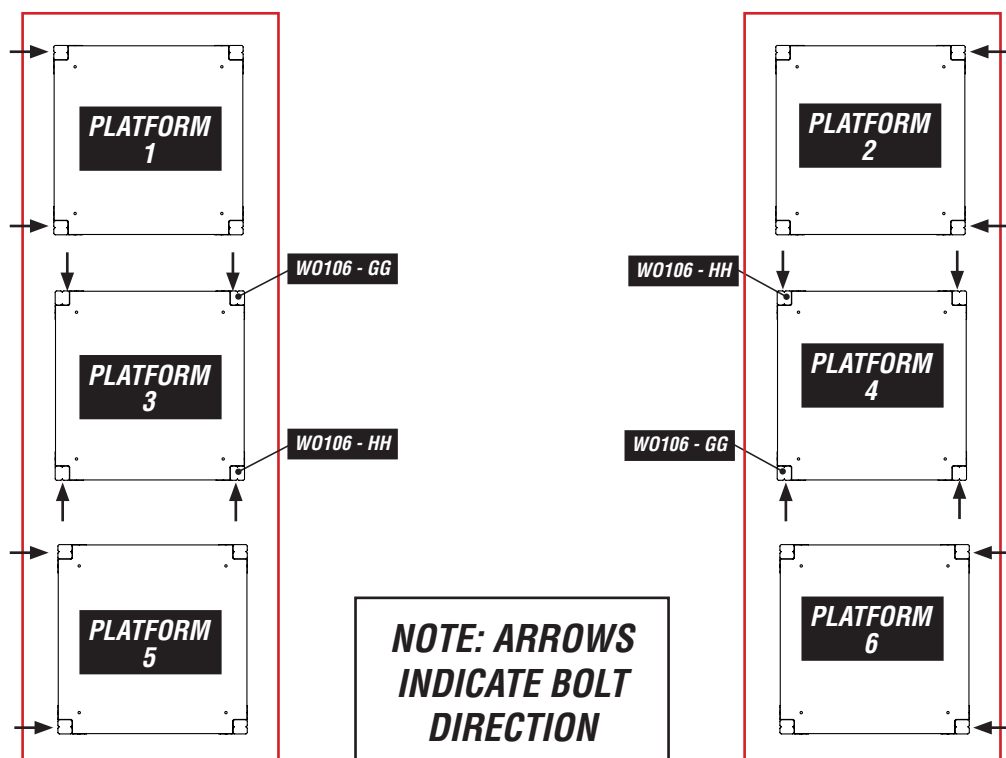 PLATFORM
1
PLATFORM
2
WO106 - GG
WO106 - HH
PLATFORM
3
PLATFORM
4
WO106 - HH
WO106 - GG
PLATFORM
5
PLATFORM
6
NOTE: ARROWS
INDICATE BOLT
DIRECTION